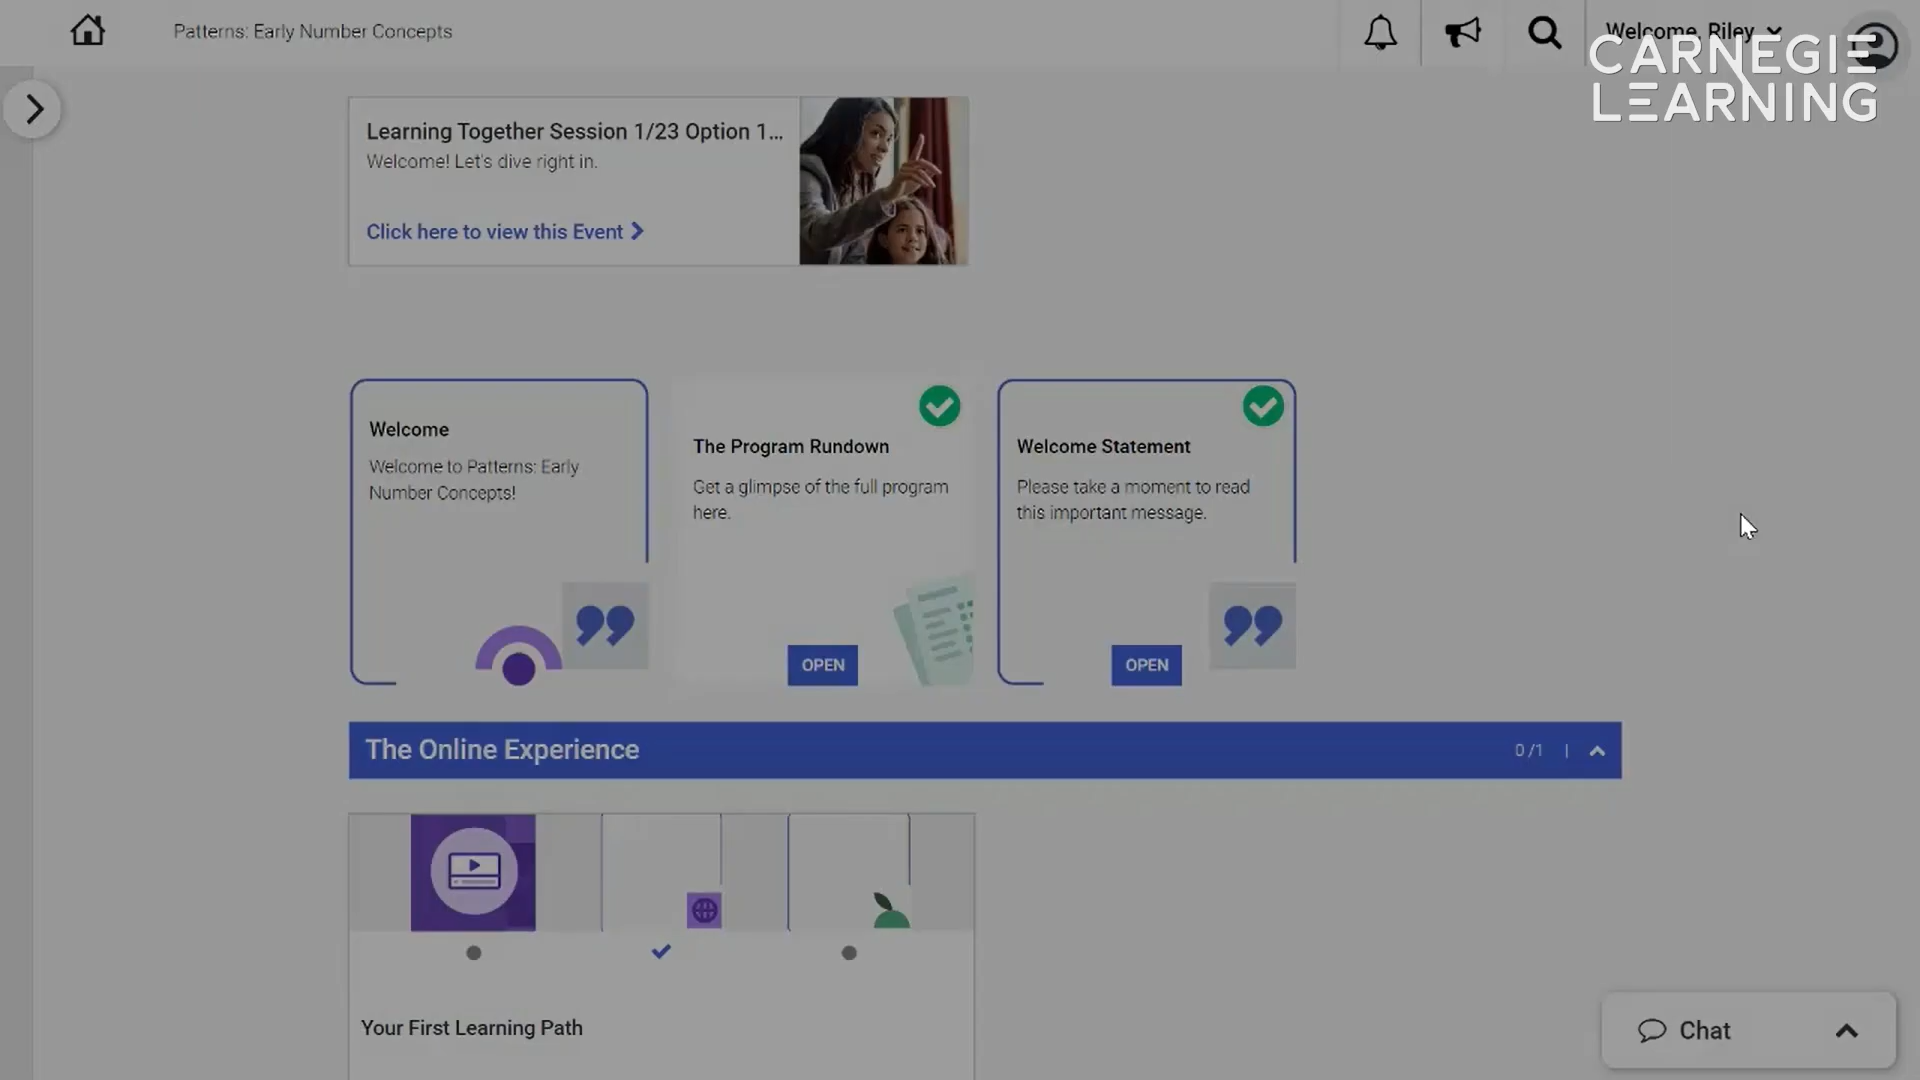 Patterns: Early Number Concepts
Welcome, Riley
CARNEGIE
LEARNING
Learning Together Session 1/23 Option 1...
Welcome! Let's dive right in.
Click here to view this Event
Welcome
Welcome to Patterns: Early
Number Concepts!
The Program Rundown
Get a glimpse of the full program
here.
OPEN
Welcome Statement
Please take a moment to read
this important message.
OPEN
The Online Experience
0 /1 |
Your First Learning Path
Chat